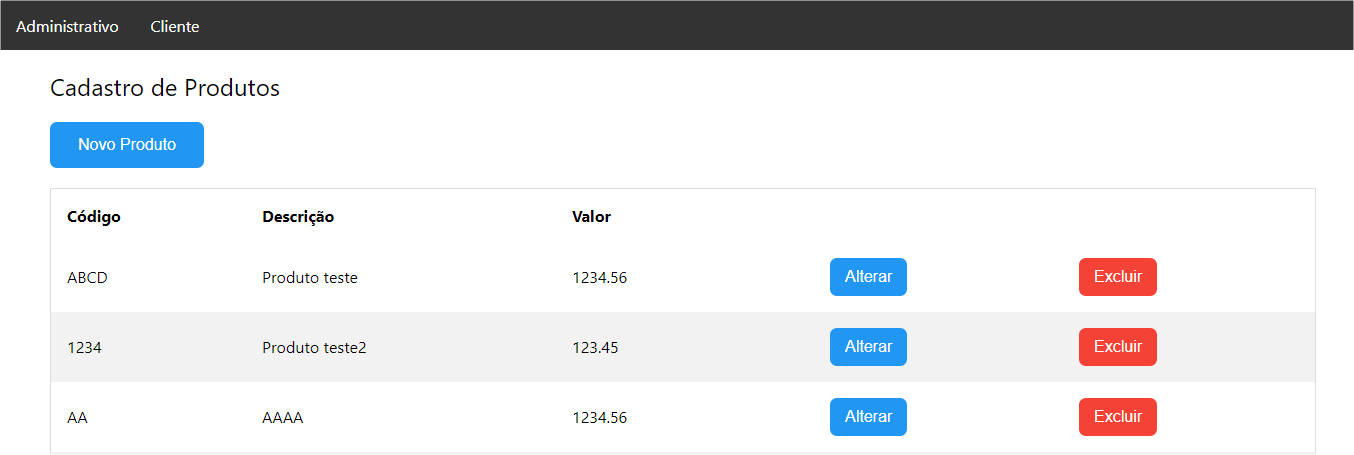 Administrativo Cliente
Cadastro de Produtos
Novo Produto
Código Descrição Valor
ABCD Produto teste 1234.56 Alterar Excluir
1234 Produto teste2 123.45 Alterar Excluir
AA AAAA 1234.56 Alterar Excluir